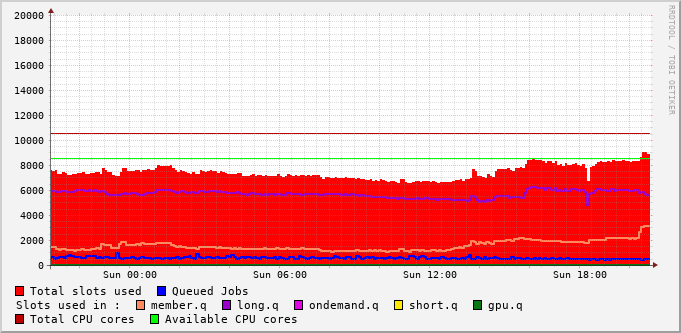 RRDTOOL / TOBI OETIKER
20000
18000
16000
14000
12000
10000
8000
6000
4000
2000
0
Sun 00:00 Sun 06:00 Sun 12:00 Sun 18:00
Total slots used Queued Jobs
Slots used in : member.q long.q ondemand.q short.q gpu.q
Total CPU cores Available CPU cores